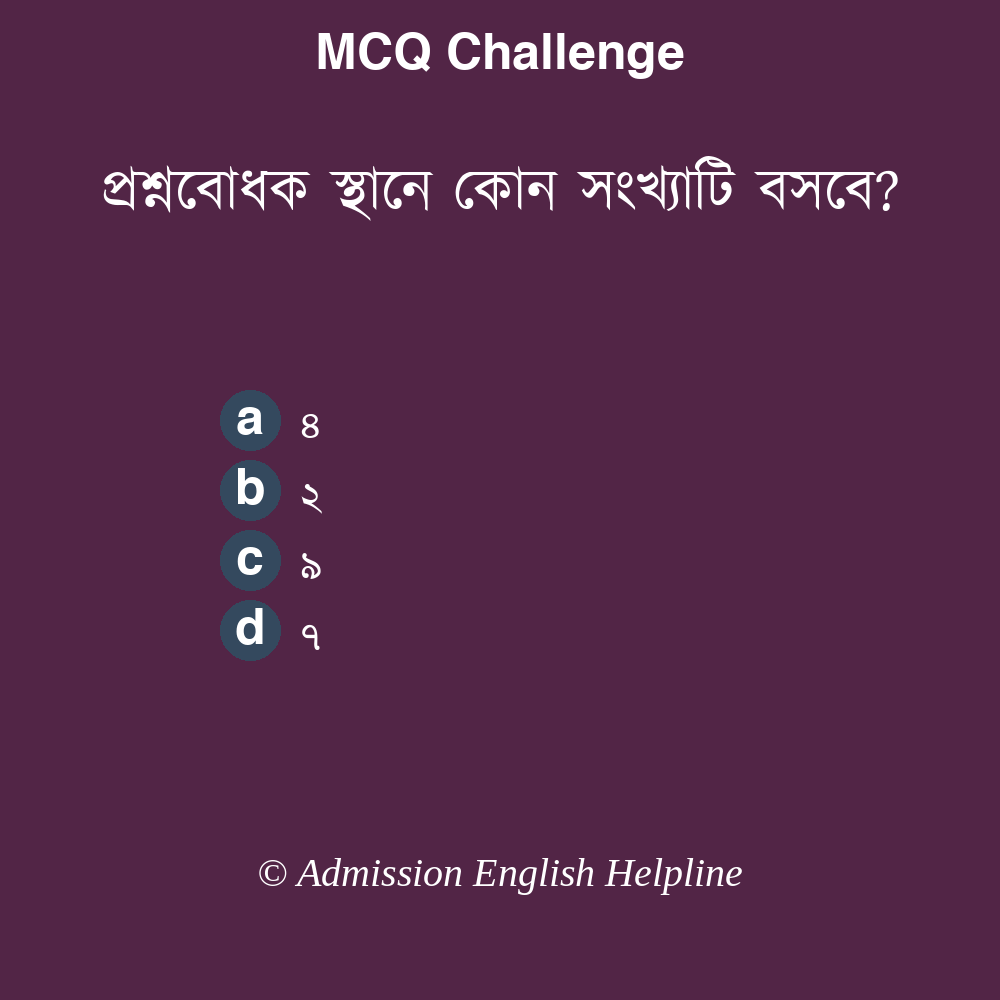 MCQ Challenge
প্রশ্নবোধক স্থানে কোন সংখ্যাটি বসবে?
a ৪
b ২
c ৯
d ৭
© Admission English Helpline